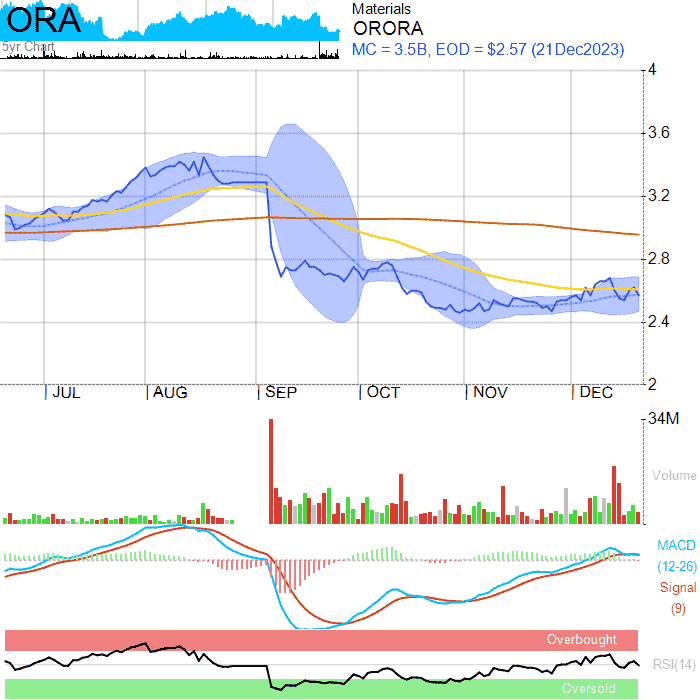 ORA
5yr Chart
Materials
ORORA
MC = 3.5B, EOD = $2.57 (21Dec2023)
4
3.6
3.2
2.8
2.4
2
JUL AUG SEP OCT NOV DEC
34M
Volume
MACD
(12-26)
Signal
(9)
Overbought
RSI(14)
Oversold